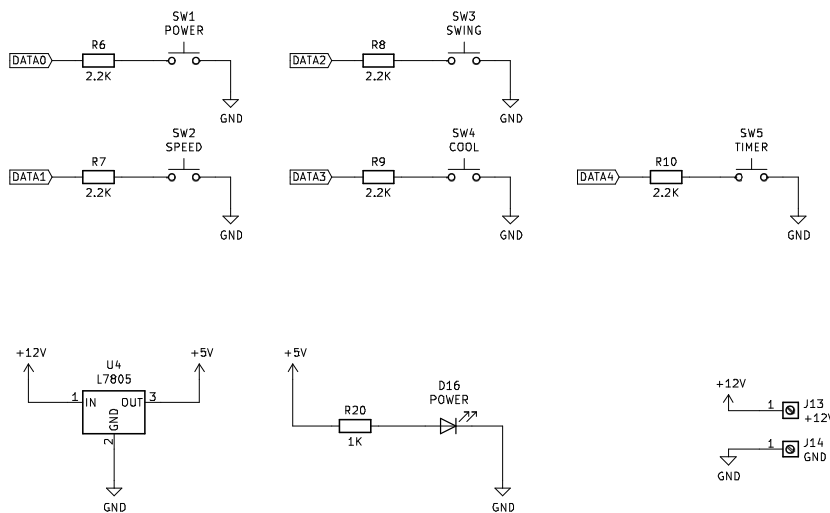 SW1
POWER
R6
DATA0
2.2K
GND
SW3
SWING
R8
DATA2
2.2K
GND
SW2
SPEED
R7
DATA1
2.2K
GND
SW4
COOL
R9
DATA3
2.2K
GND
SW5
TIMER
R10
DATA4
2.2K
GND
+12V
U4
L7805
+5V
1 IN OUT 3
GND
2
GND
+5V
D16
POWER
R20
1K
GND
+12V
1 J13
+12V
1 J14
GND
GND